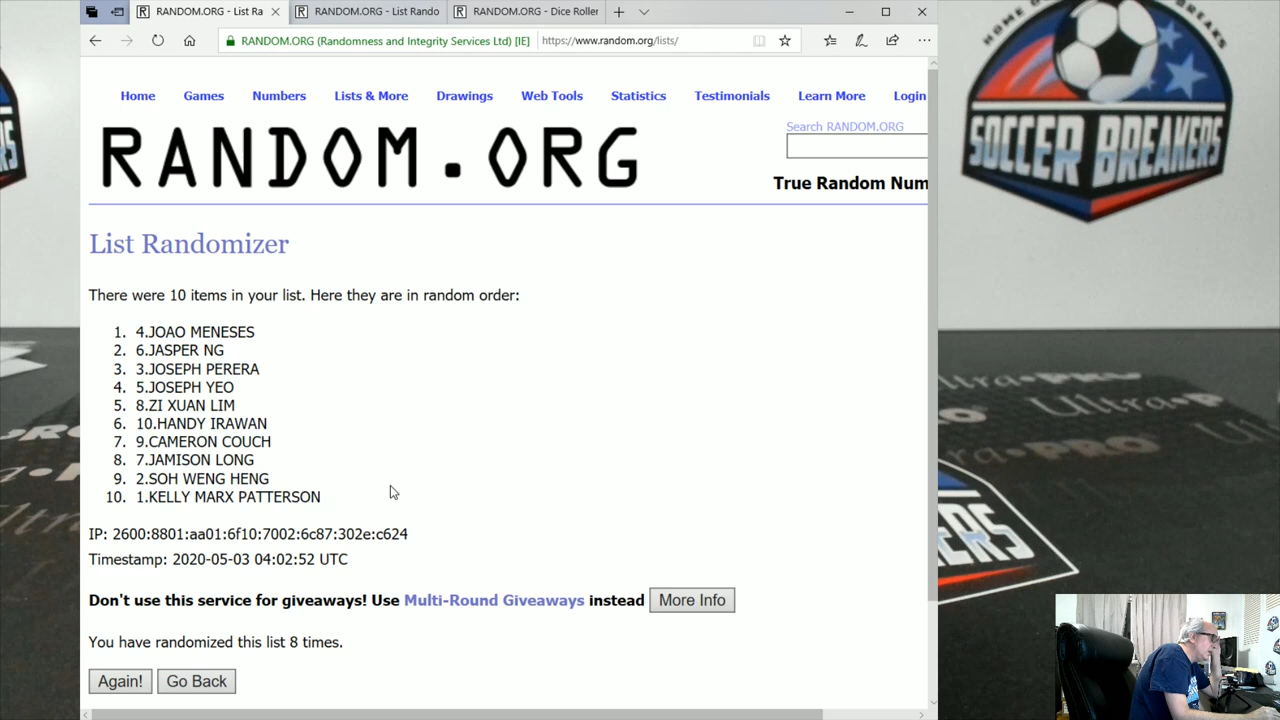 RANDOM.ORG - List Ra
RANDOM.ORG - List Rando
RANDOM.ORG - Dice Roller
RANDOM.ORG (Randomness and Integrity Services Ltd) [IE]
https://www.random.org/lists/
Home Games Numbers Lists & More Drawings Web Tools Statistics Testimonials Learn More Login
RANDOM.ORG
Search RANDOM.ORG
True Random Num
List Randomizer
There were 10 items in your list. Here they are in random order:
1. 4.JOAO MENESES
2. 6.JASPER NG
3. 3.JOSEPH PERERA
4. 5.JOSEPH YEO
5. 8.ZI XUAN LIM
6. 10.HANDY IRAWAN
7. 9.CAMERON COUCH
8. 7.JAMISON LONG
9. 2.SOH WENG HENG
10. 1.KELLY MARX PATTERSON
IP: 2600:8801:aa01:6f10:7002:6c87:302e:c624
Timestamp: 2020-05-03 04:02:52 UTC
Don't use this service for giveaways! Use Multi-Round Giveaways instead More Info
You have randomized this list 8 times.
Again! Go Back
SOCCER BREAKERS
Ultra PRO